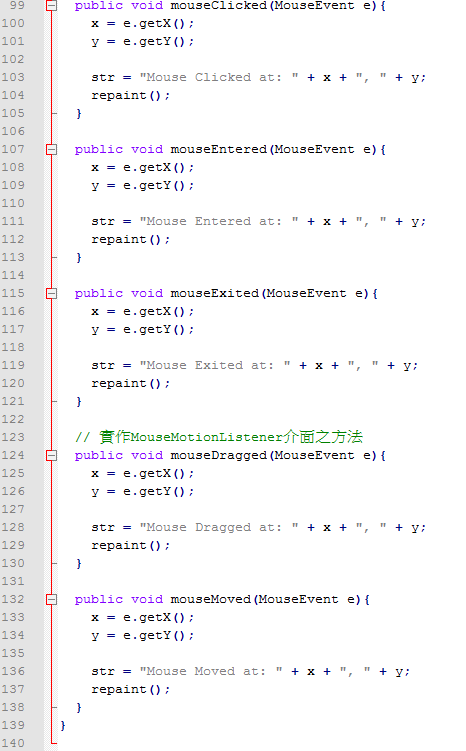 99 public void mouseClicked(MouseEvent e){
100 x = e.getX();
101 y = e.getY();
102
103 str = "Mouse Clicked at: " + x + ", " + y;
104 repaint();
105 }
106
107 public void mouseEntered(MouseEvent e){
108 x = e.getX();
109 y = e.getY();
110
111 str = "Mouse Entered at: " + x + ", " + y;
112 repaint();
113 }
114
115 public void mouseExited(MouseEvent e){
116 x = e.getX();
117 y = e.getY();
118
119 str = "Mouse Exited at: " + x + ", " + y;
120 repaint();
121 }
122
123 // 實作MouseMotionListener介面之方法
124 public void mouseDragged(MouseEvent e){
125 x = e.getX();
126 y = e.getY();
127
128 str = "Mouse Dragged at: " + x + ", " + y;
129 repaint();
130 }
131
132 public void mouseMoved(MouseEvent e){
133 x = e.getX();
134 y = e.getY();
135
136 str = "Mouse Moved at: " + x + ", " + y;
137 repaint();
138 }
139 }
140